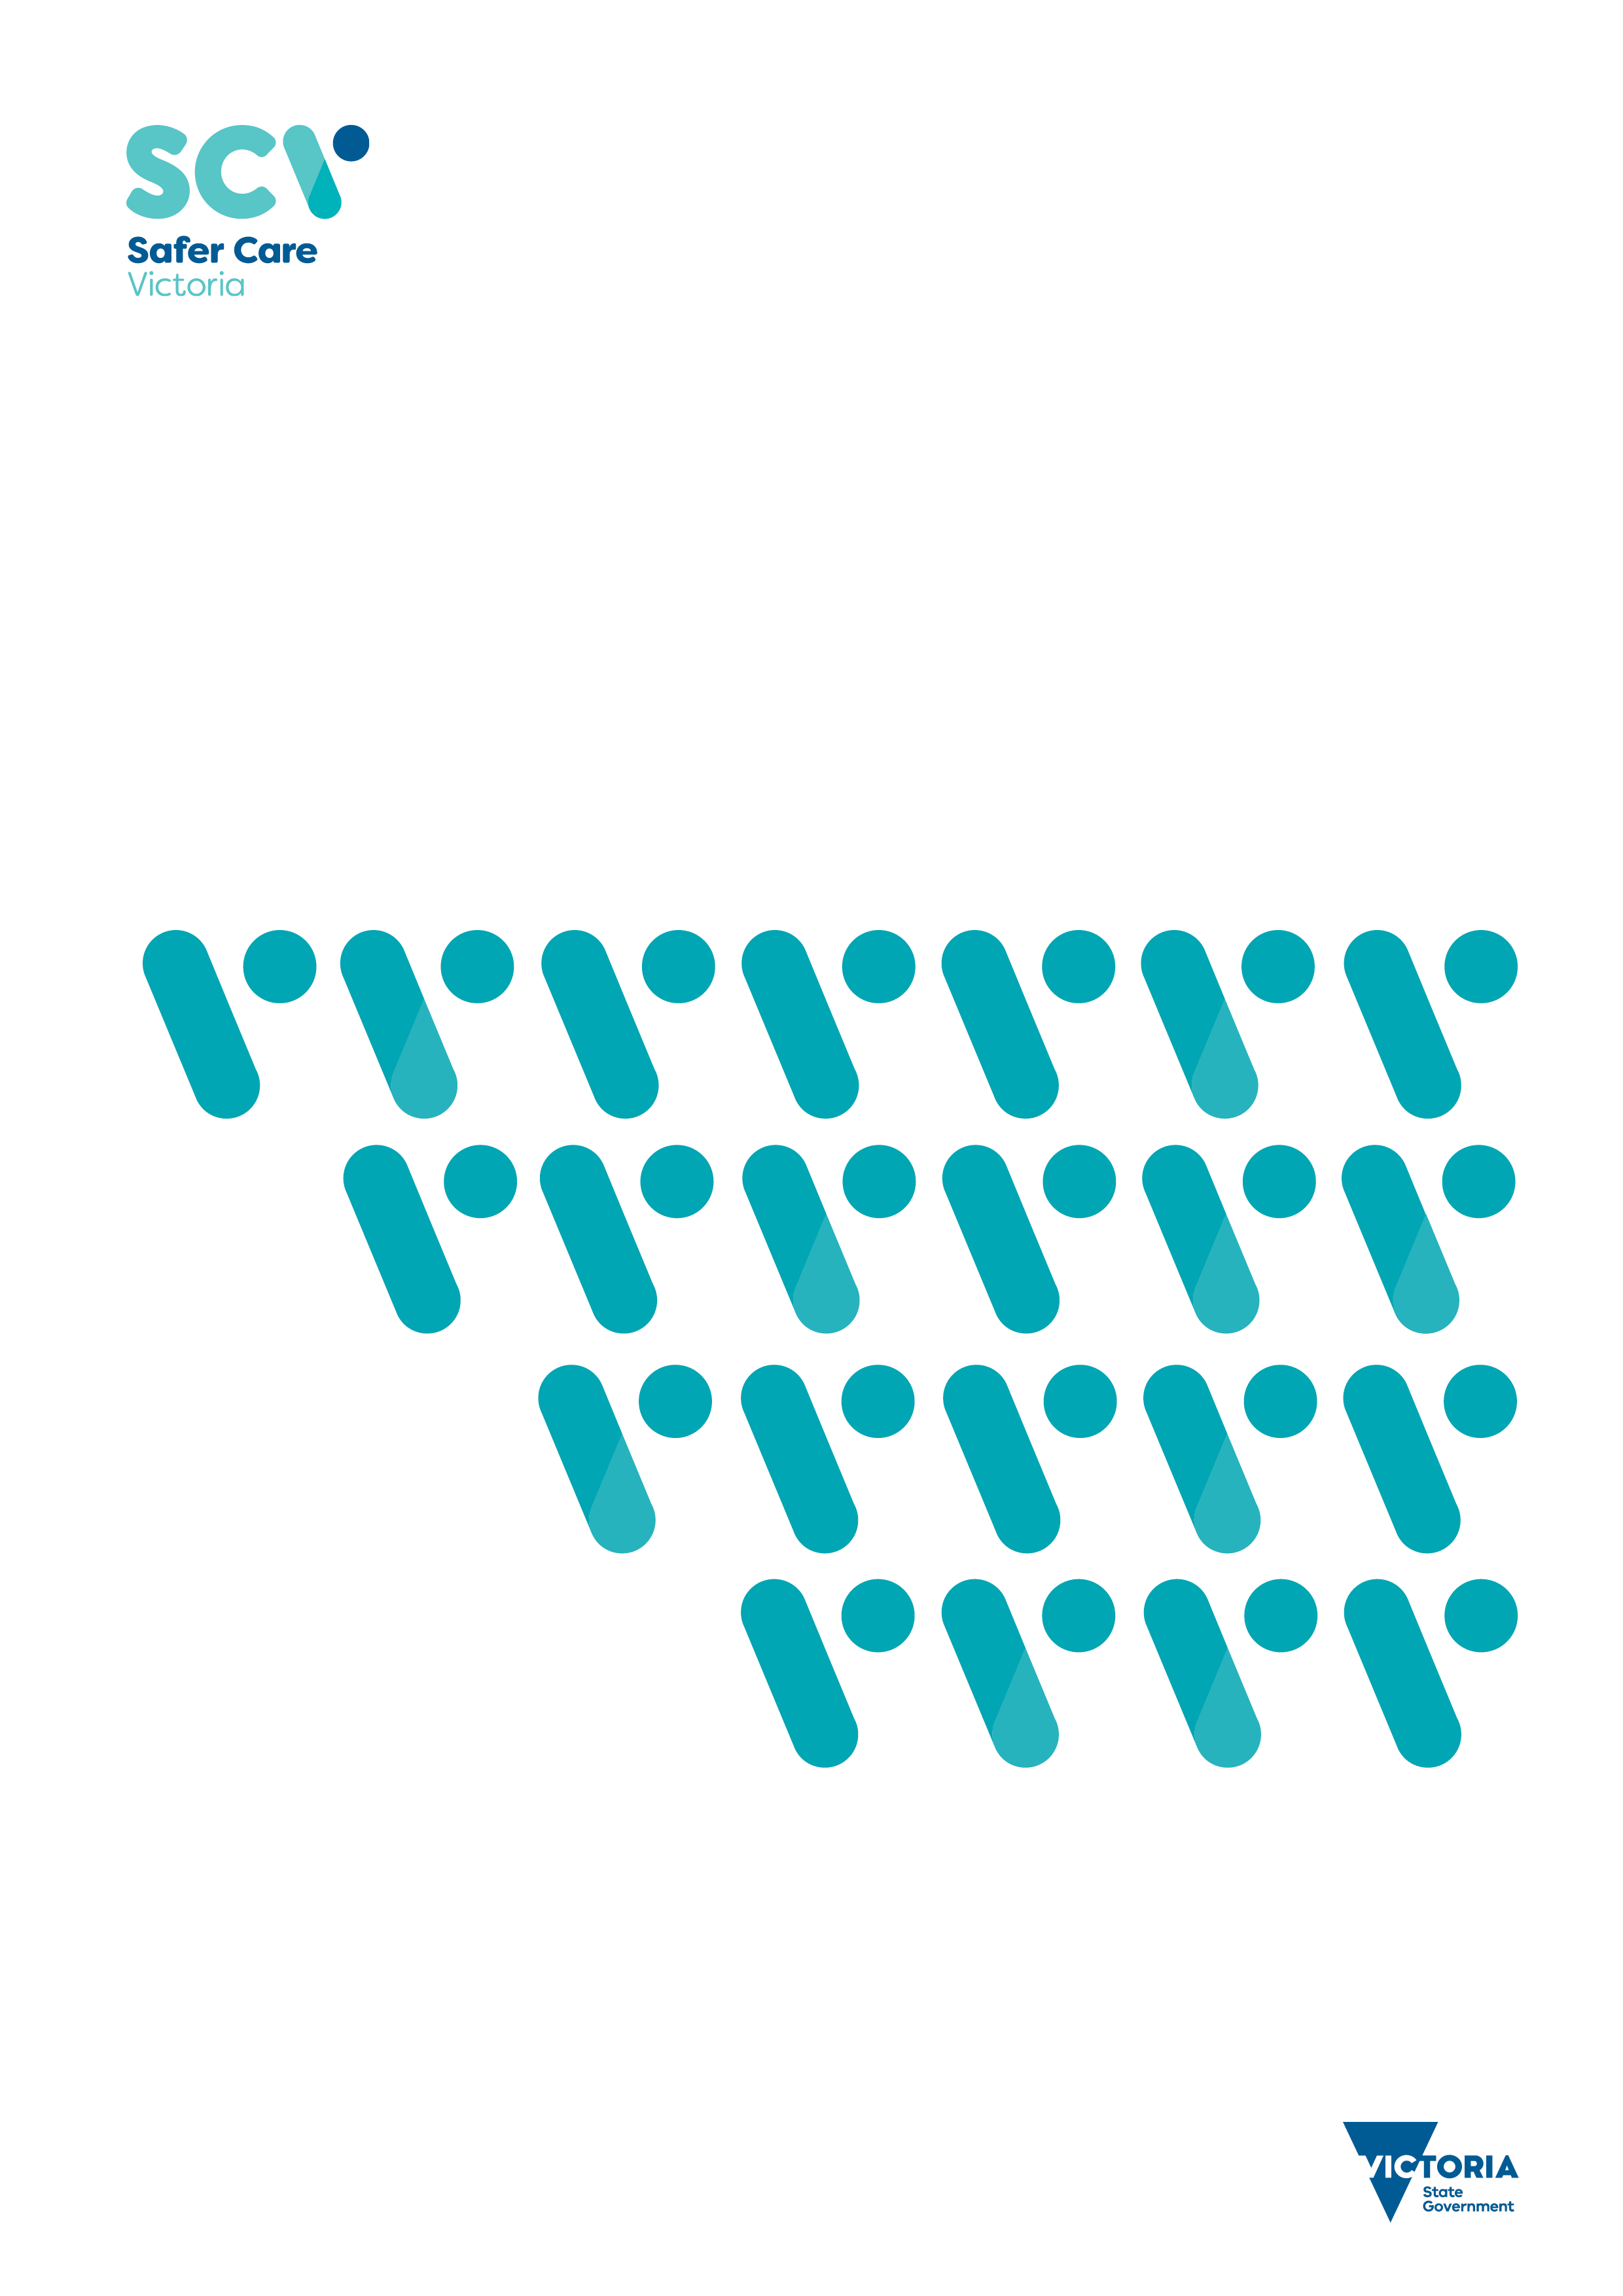 SCV
Safer Care
Victoria
VICTORIA
State
Government